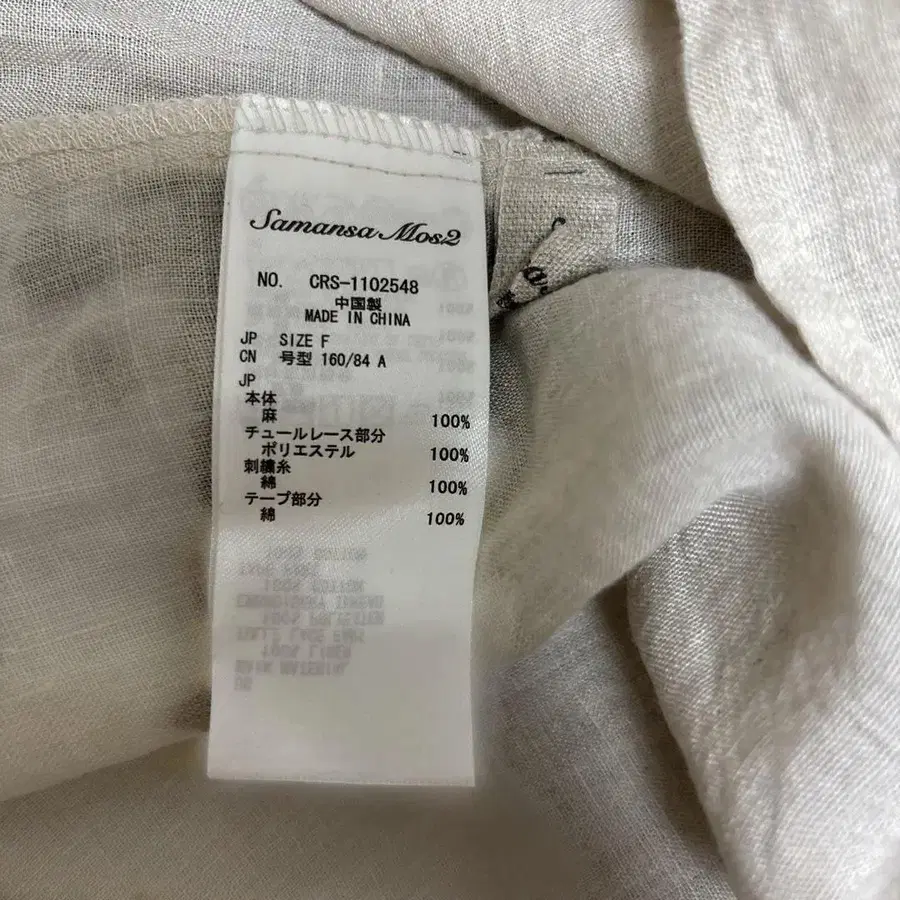 Samansa Mos2
NO. CRS-1102548
中国製
MADE IN CHINA
JP SIZE F
CN 号型 160/84 A
JP
本体
麻 100%
チュールレース部分
ポリエステル 100%
刺繍糸
綿 100%
テープ部分
綿 100%